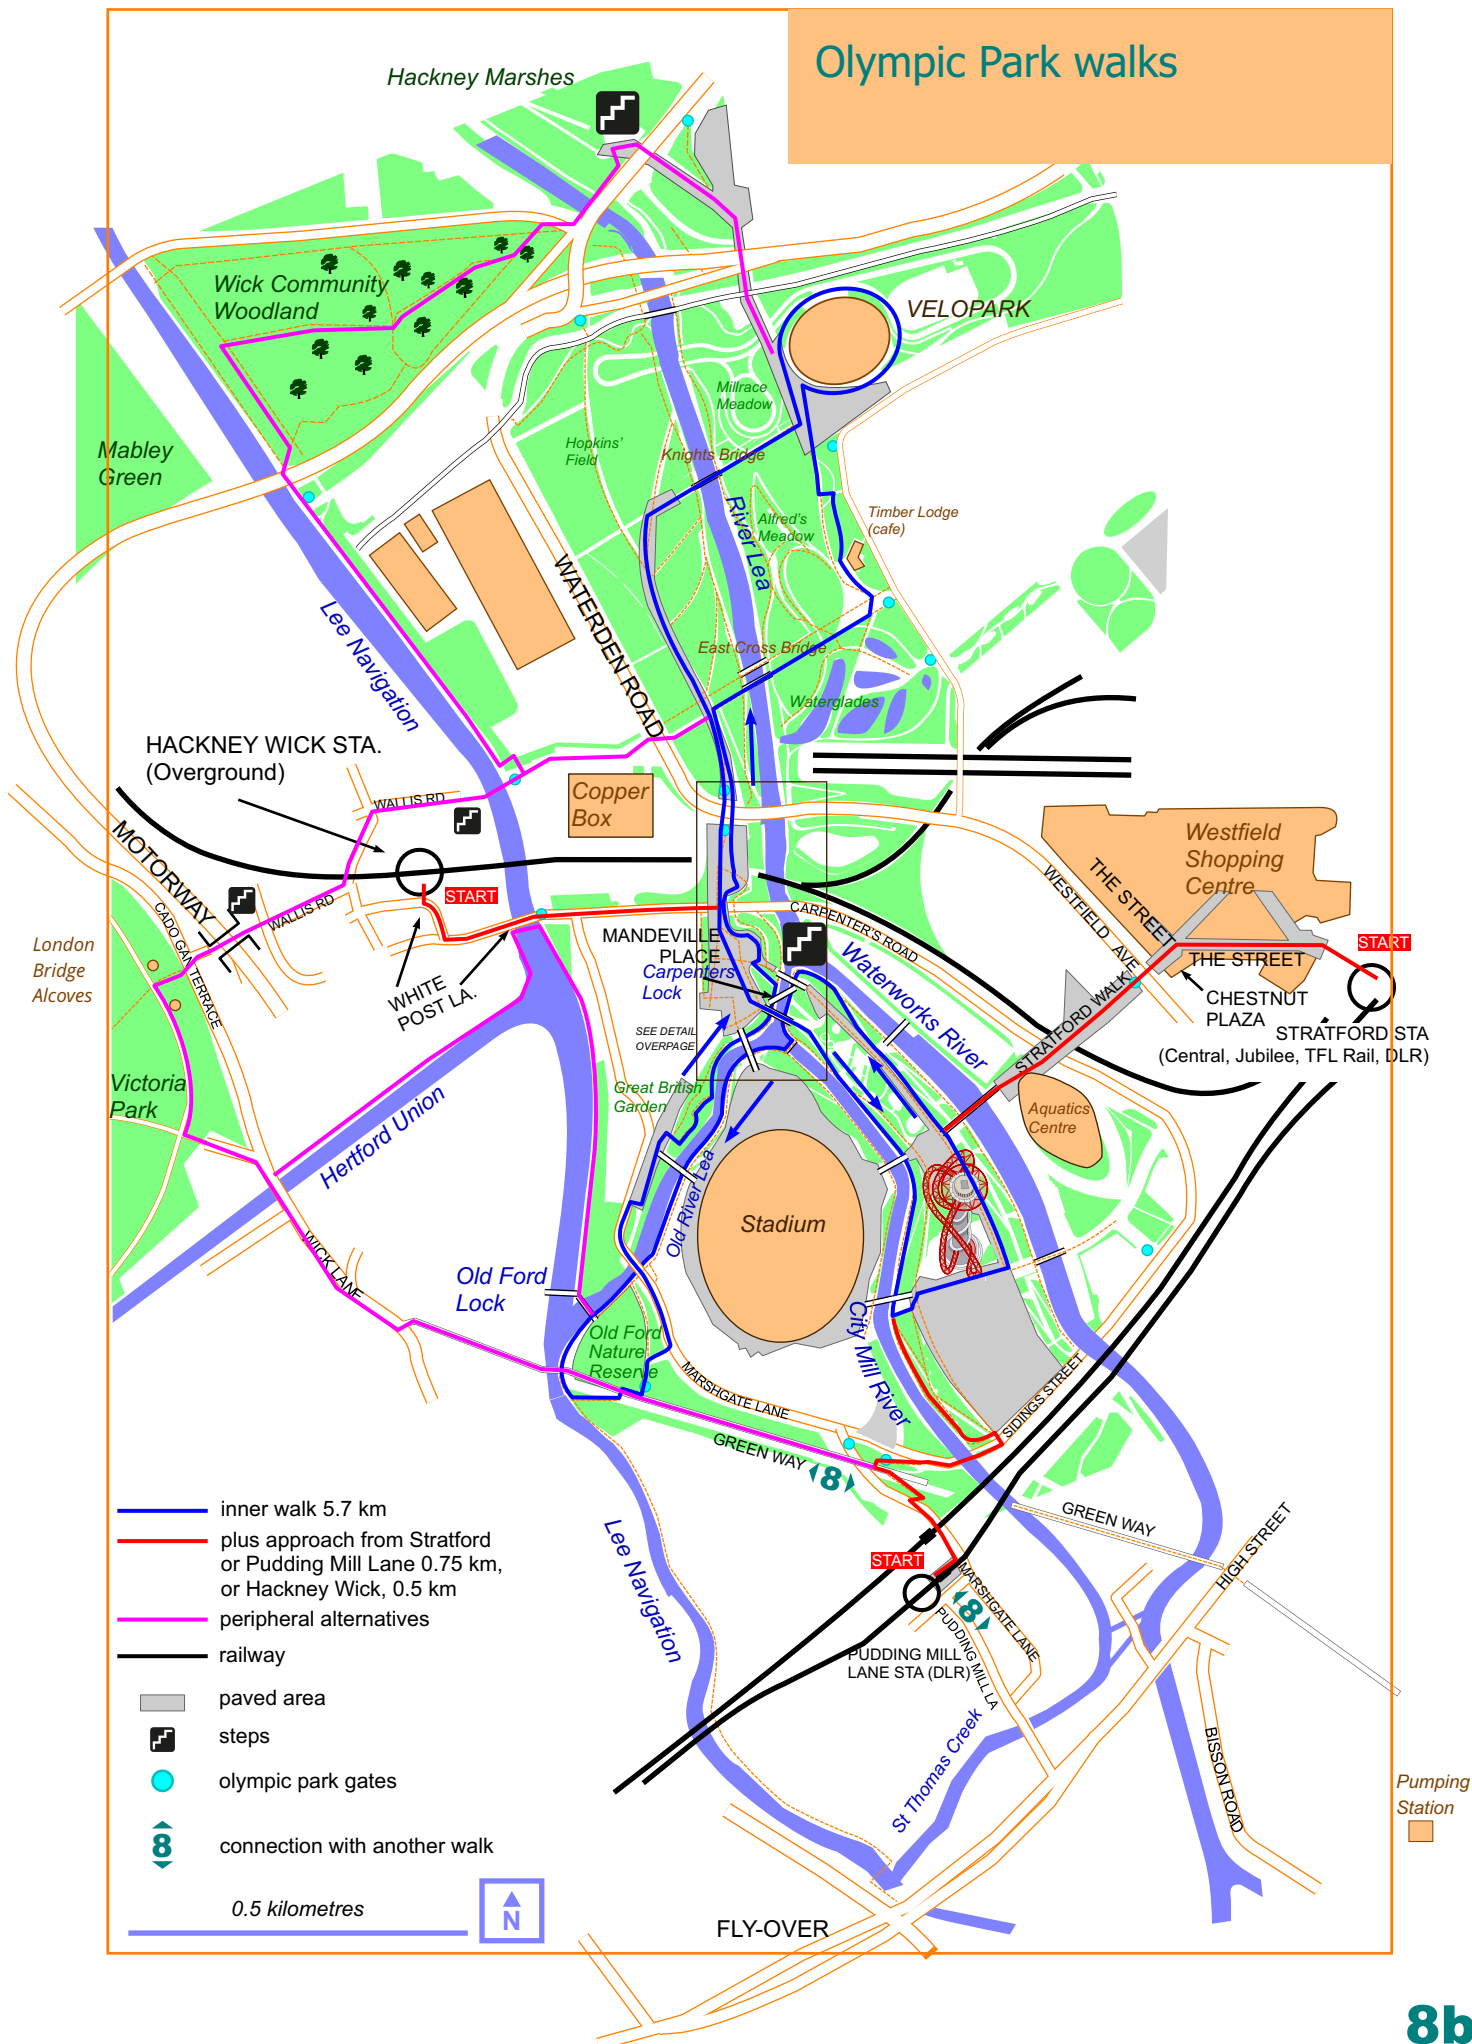 Olympic Park walks
Hackney Marshes
Wick Community
Woodland
VELOPARK
Millrace
Meadow
Mabley
Green
Hopkins'
Field
Knights Bridge
River Lea
Alfred's
Meadow
Timber Lodge
(cafe)
WATERDEN ROAD
Lee Navigation
East Cross Bridge
Waterglades
HACKNEY WICK STA.
(Overground)
WALLIS RD
Copper
Box
MOTORWAY
Westfield
Shopping
Centre
THE STREET
WESTFIELD AVE
START
WALLIS RD
CADOGAN TERRACE
CARPENTER'S ROAD
London
Bridge
Alcoves
MANDEVILLE
PLACE
Carpenters
Lock
START
THE STREET
WHITE
POST LA.
Waterworks River
STRATFORD WALK
CHESTNUT
PLAZA
STRATFORD STA
(Central, Jubilee, TFL Rail, DLR)
SEE DETAIL
OVERPAGE
Great British
Garden
Victoria
Park
Aquatics
Centre
Hertford Union
Old River Lea
Stadium
WICK LANE
Old Ford
Lock
Old Ford
Nature
Reserve
City Mill River
MARSHGATE LANE
SIDINGS STREET
GREEN WAY
8
GREEN WAY
HIGH STREET
Lee Navigation
START
MARSHGATE LANE
8
PUDDING MILL LA
PUDDING MILL
LANE STA (DLR)
St Thomas Creek
BISSON ROAD
Pumping
Station
inner walk 5.7 km
plus approach from Stratford
or Pudding Mill Lane 0.75 km,
or Hackney Wick, 0.5 km
peripheral alternatives
railway
paved area
steps
olympic park gates
8
connection with another walk
0.5 kilometres
N
FLY-OVER
8b